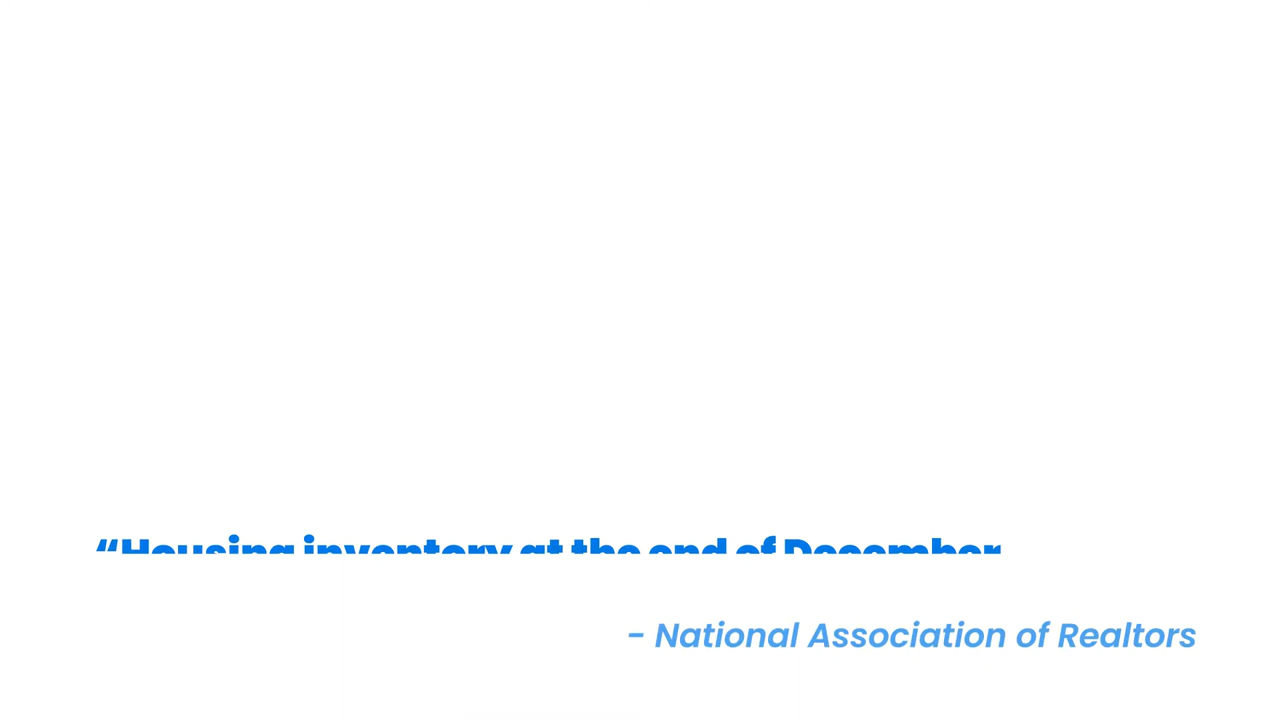 “Housing inventory at the end of December
- National Association of Realtors